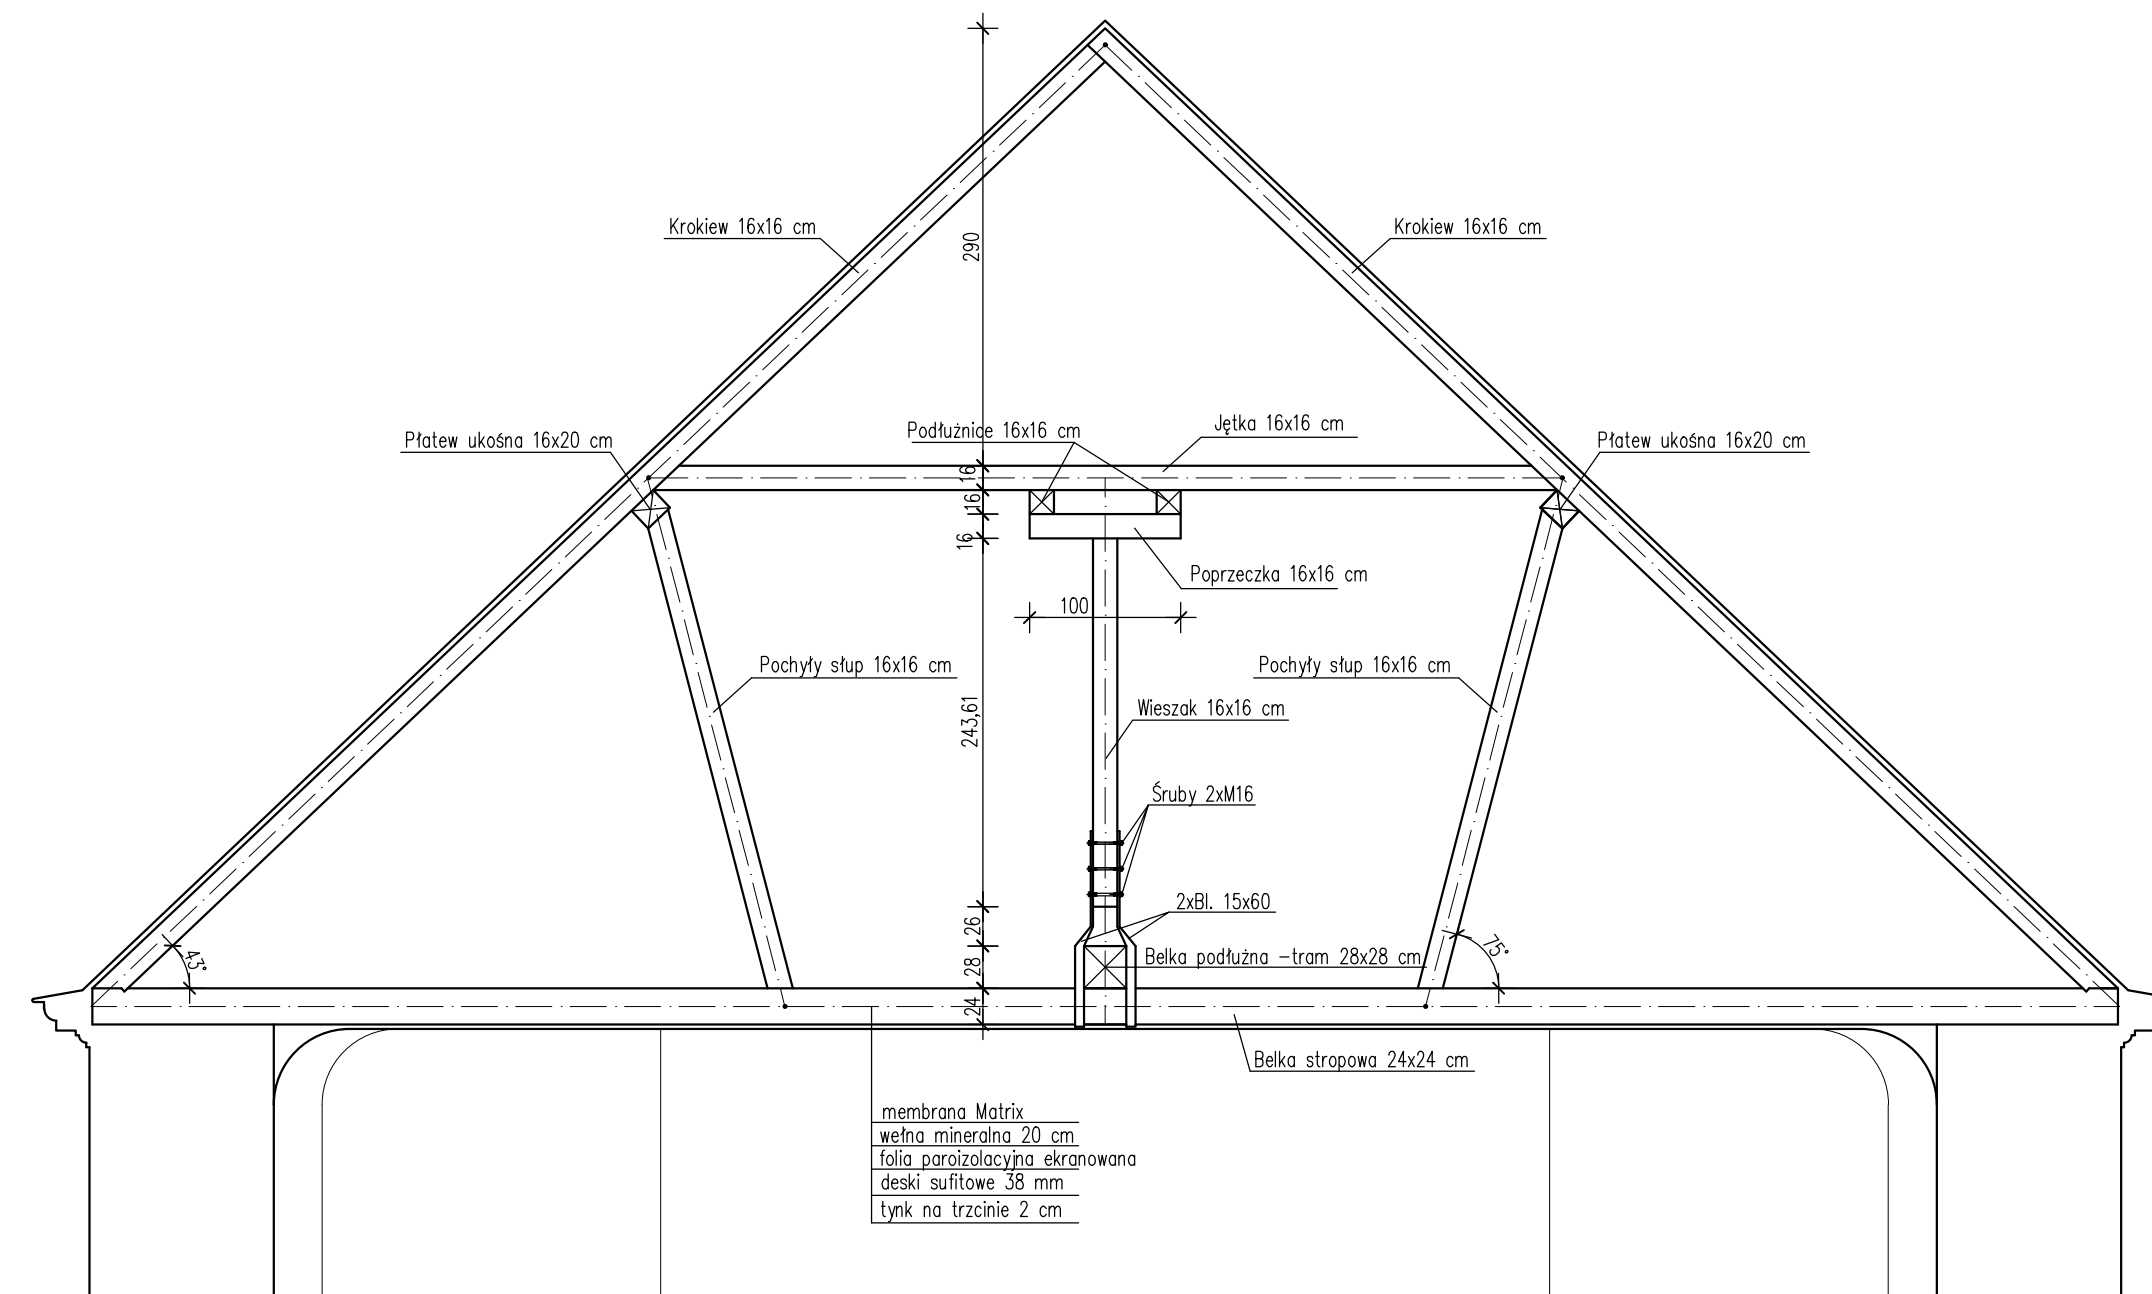 Krokiew 16x16 cm
Krokiew 16x16 cm
290
Płatew ukośna 16x20 cm
Podłużnice 16x16 cm
Jętka 16x16 cm
Płatew ukośna 16x20 cm
16
16
16
Poprzeczka 16x16 cm
100
Pochyły słup 16x16 cm
Pochyły słup 16x16 cm
243,61
Wieszak 16x16 cm
Śruby 2xM16
2xBl. 15x60
26
43°
75°
28
Belka podłużna -tram 28x28 cm
24
Belka stropowa 24x24 cm
membrana Matrix
wełna mineralna 20 cm
folia paroizolacyjna ekranowana
deski sufitowe 38 mm
tynk na trzcinie 2 cm